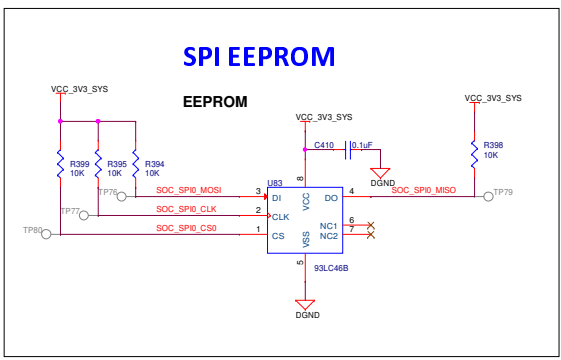 SPI EEPROM
EEPROM
VCC_3V3_SYS
VCC_3V3_SYS
VCC_3V3_SYS
C410 0.1uF
R399 10K
R395 10K
R394 10K
R398 10K
DGND
U83
TP76 SOC_SPI0_MOSI 3 DI
TP77 SOC_SPI0_CLK 2 CLK
TP80 SOC_SPI0_CS0 1 CS
8 VCC
DO 4 SOC_SPI0_MISO TP79
NC1 6
NC2 7
VSS 5
93LC46B
DGND